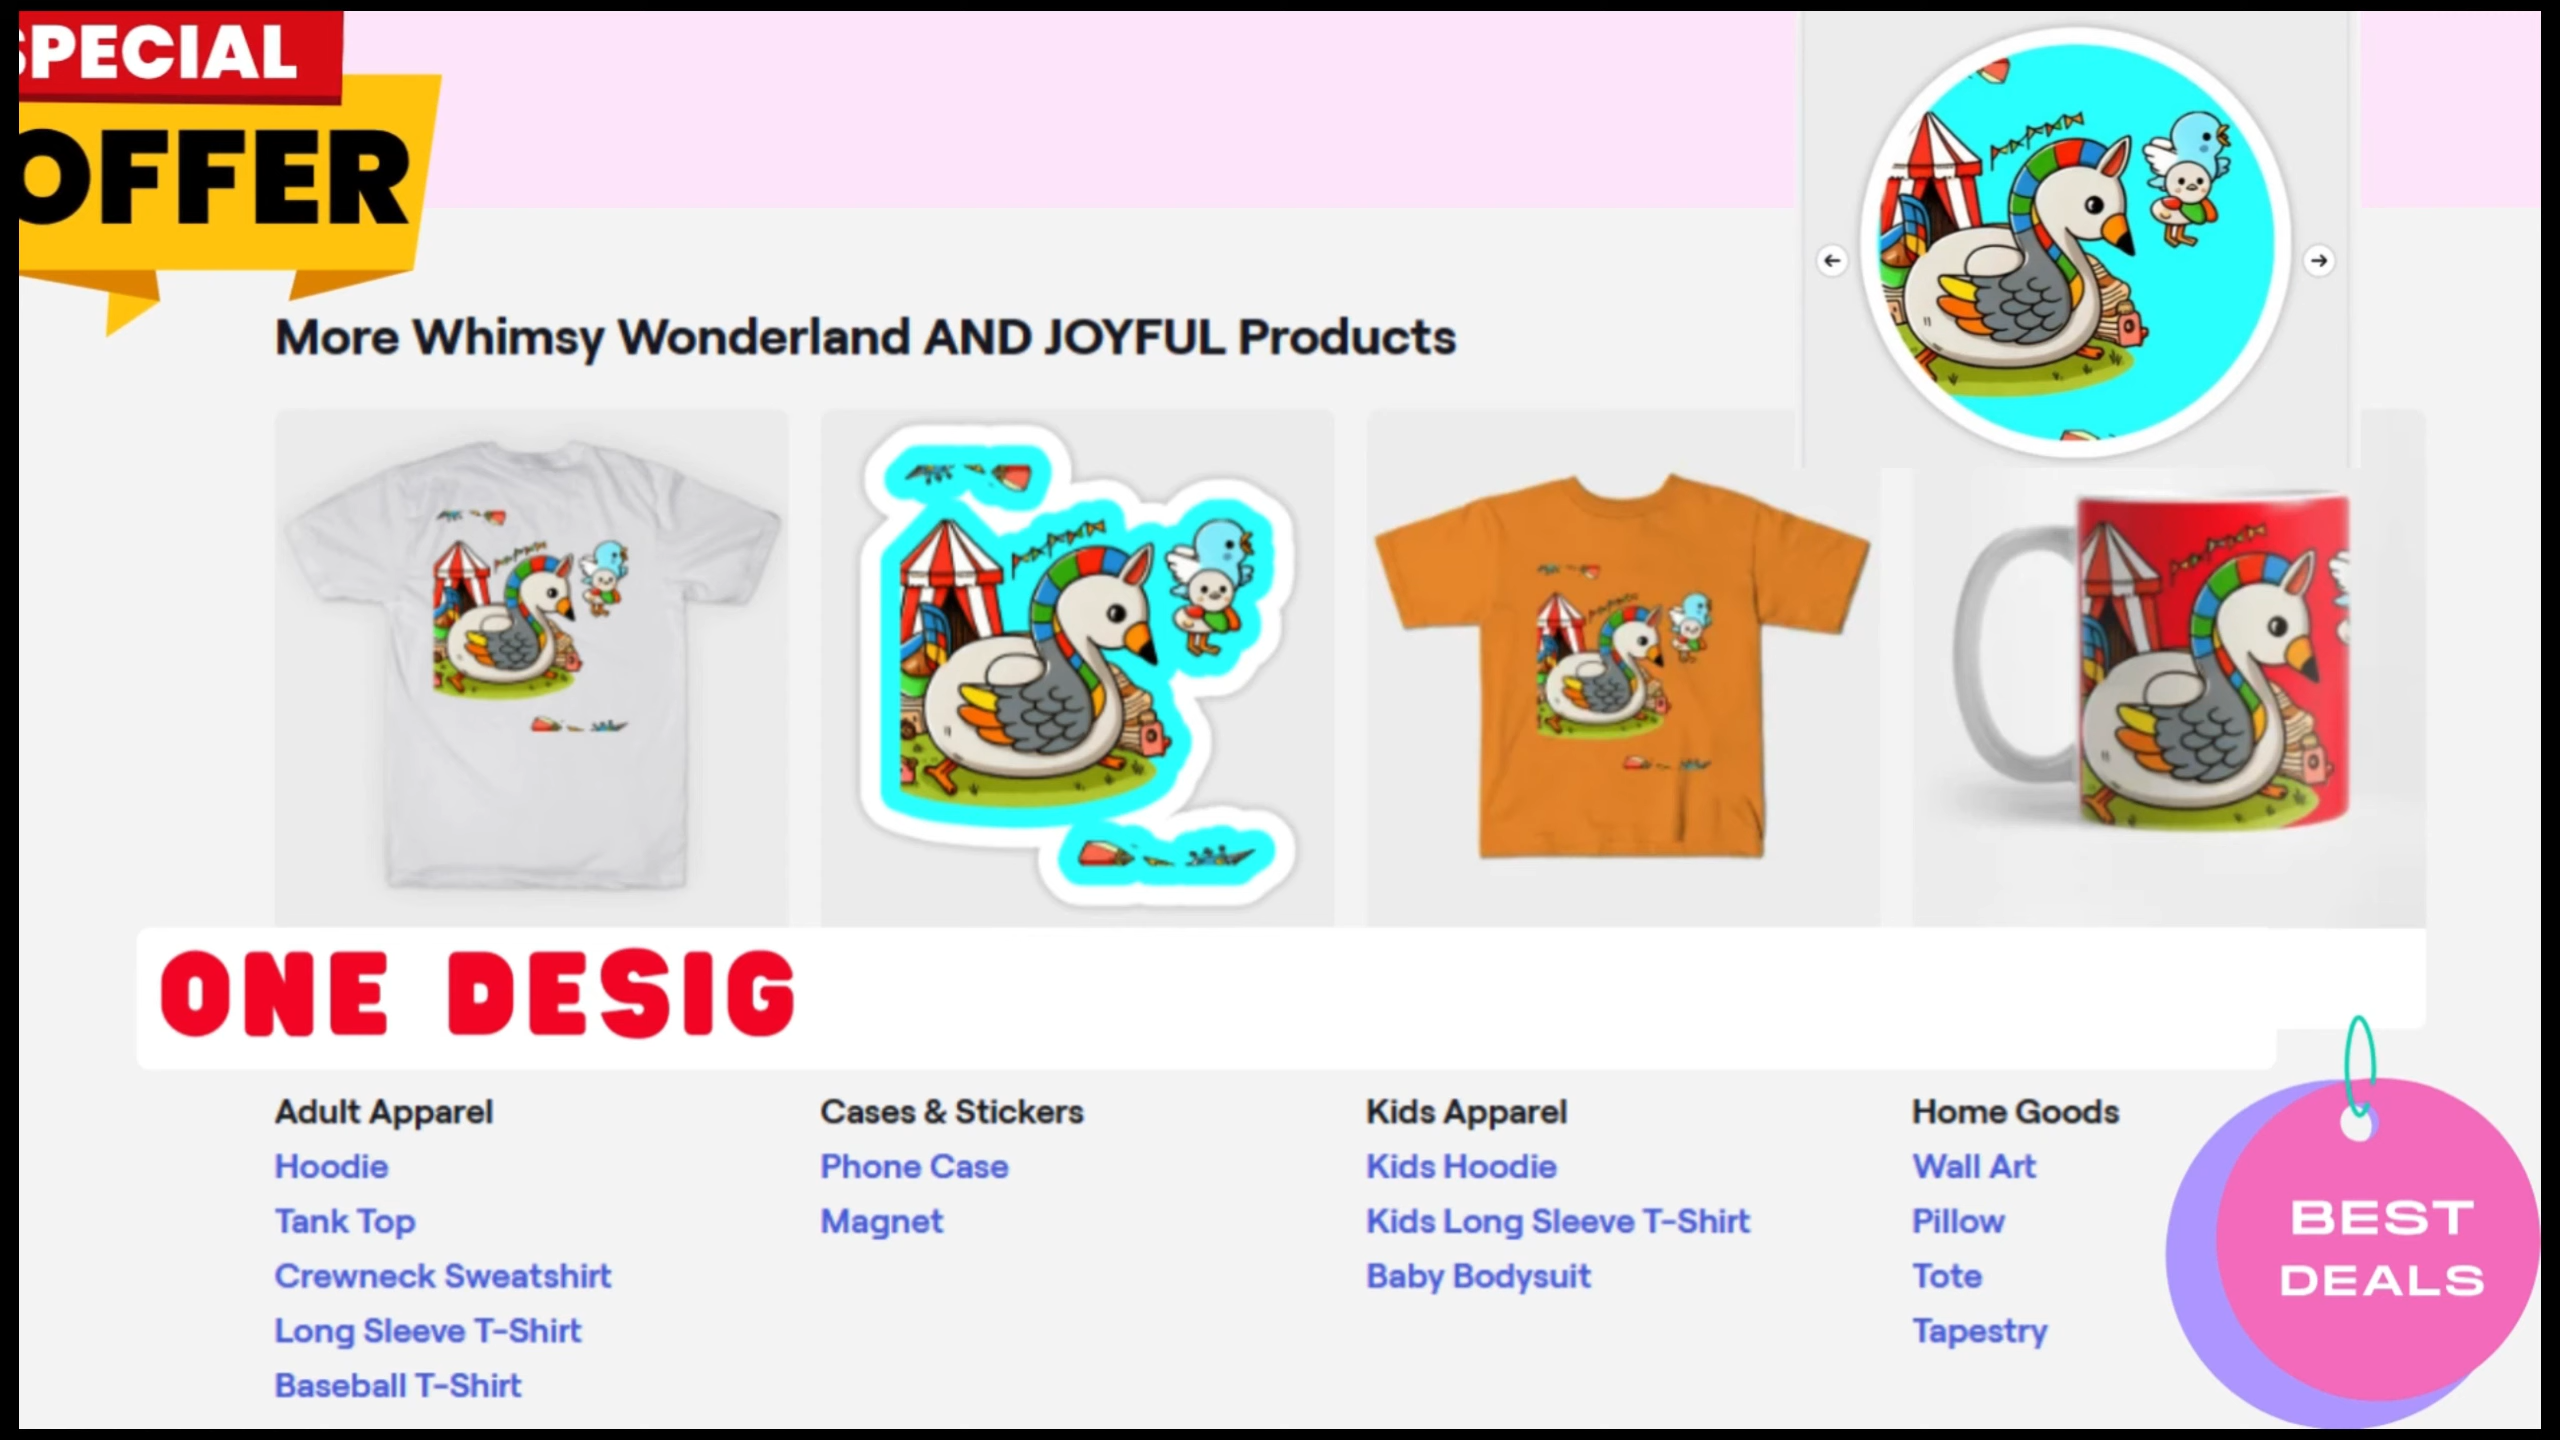 SPECIAL
OFFER
More Whimsy Wonderland AND JOYFUL Products
ONE DESIG
Adult Apparel
Hoodie
Tank Top
Crewneck Sweatshirt
Long Sleeve T-Shirt
Baseball T-Shirt
Cases & Stickers
Phone Case
Magnet
Kids Apparel
Kids Hoodie
Kids Long Sleeve T-Shirt
Baby Bodysuit
Home Goods
Wall Art
Pillow
Tote
Tapestry
BEST
DEALS